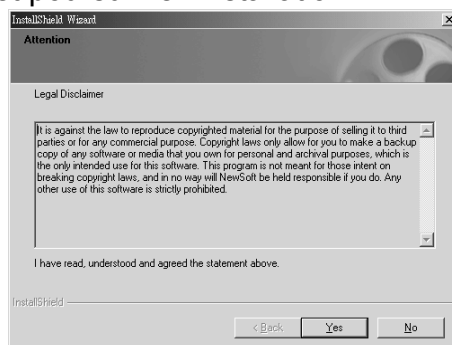 InstallShield Wizard
Attention
Legal Disclaimer
It is against the law to reproduce copyrighted material for the purpose of selling it to third
parties or for any commercial purpose. Copyright laws only allow for you to make a backup
copy of any software or media that you own for personal and archival purposes, which is
the only intended use for this software. This program is not meant for those intent on
breaking copyright laws, and in no way will NewSoft be held responsible if you do. Any
other use of this software is strictly prohibited.
I have read, understood and agreed the statement above.
InstallShield
< Back
Yes
No